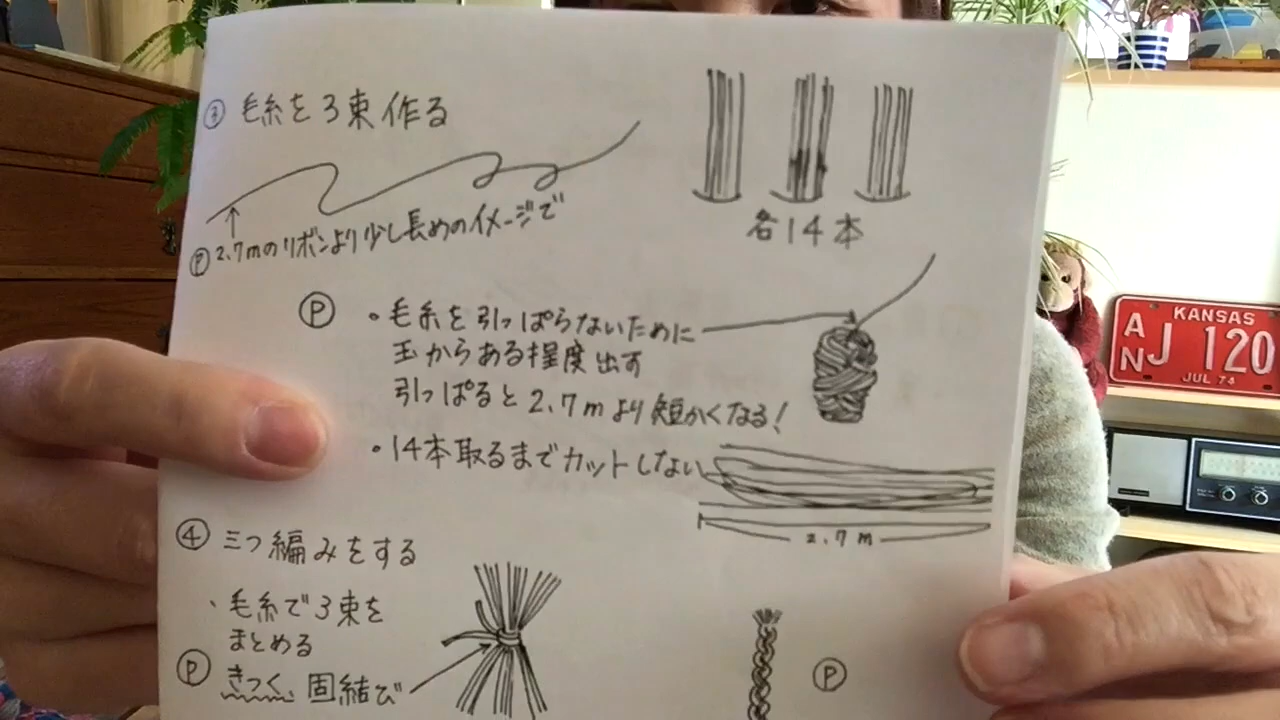 ③ 毛糸を3束作る
各14本
Ⓟ 2.7mのリボンより少し長めのイメージで
Ⓟ ・毛糸を引っぱらないために
玉からある程度出す
引っぱると2.7mより短かくなる!
・14本取るまでカットしない
2.7m
④ 三つ編みをする
・毛糸で3束を
まとめる
Ⓟ きつく、固結び
Ⓟ
KANSAS
AN J 120
JUL 74